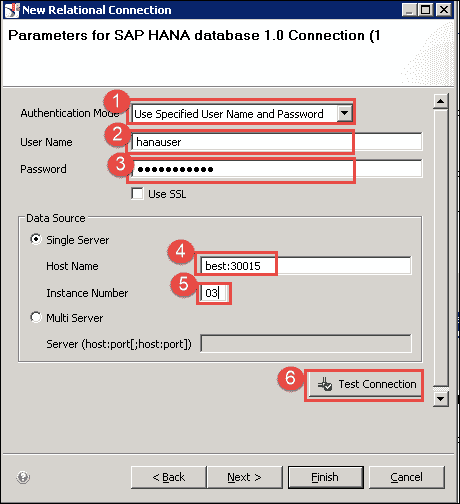 New Relational Connection
Parameters for SAP HANA database 1.0 Connection (1
1
Authentication Mode Use Specified User Name and Password
2
User Name hanauser
3
Password ●●●●●●●●●●●
Use SSL
Data Source
Single Server
4
Host Name best:30015
5
Instance Number 03
Multi Server
Server (host:port[;host:port])
6
Test Connection
? < Back Next > Finish Cancel